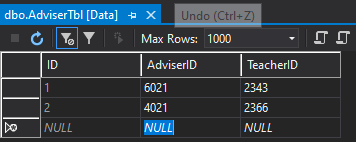 dbo.AdviserTbl [Data] Undo (Ctrl+Z)
Max Rows: 1000
ID AdviserID TeacherID
1 6021 2343
2 4021 2366
NULL NULL NULL